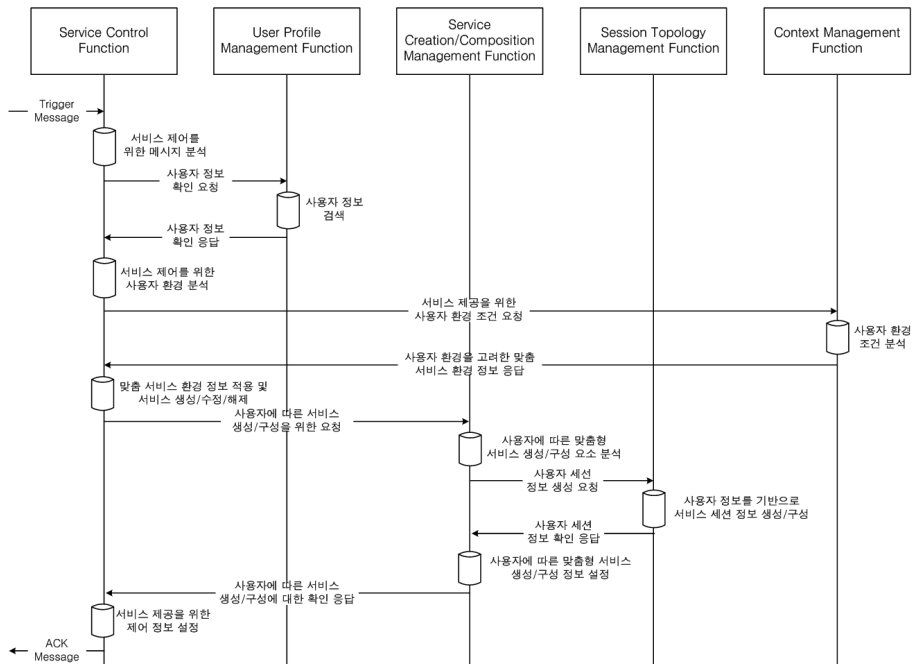 Service Control
Function
User Profile
Management Function
Service
Creation/Composition
Management Function
Session Topology
Management Function
Context Management
Function
Trigger
Message
서비스 제어를
위한 메시지 분석
사용자 정보
확인 요청
사용자 정보
검색
사용자 정보
확인 응답
서비스 제어를 위한
사용자 환경 분석
서비스 제공을 위한
사용자 환경 조건 요청
사용자 환경
조건 분석
사용자 환경을 고려한 맞춤
서비스 환경 정보 응답
맞춤 서비스 환경 정보 적용 및
서비스 생성/수정/해제
사용자에 따른 서비스
생성/구성을 위한 요청
사용자에 따른 맞춤형
서비스 생성/구성 요소 분석
사용자 세션
정보 생성 요청
사용자 정보를 기반으로
서비스 세션 정보 생성/구성
사용자 세션
정보 확인 응답
사용자에 따른 맞춤형 서비스
생성/구성 정보 설정
사용자에 따른 서비스
생성/구성에 대한 확인 응답
서비스 제공을 위한
제어 정보 설정
ACK
Message